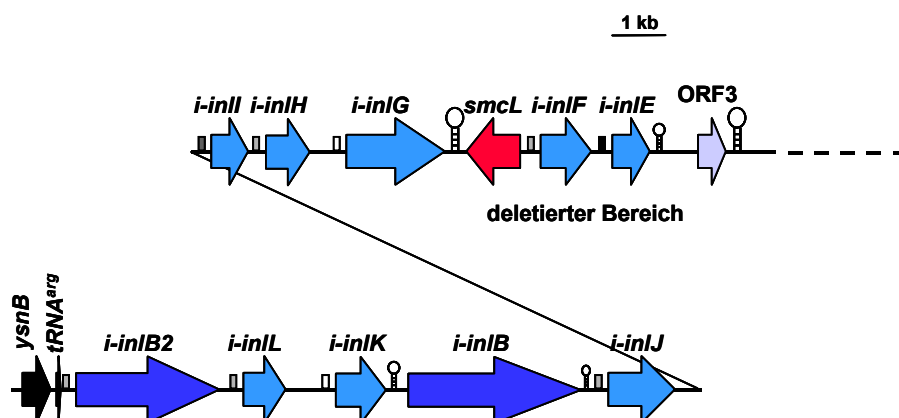 1 kb
i-inlI i-inlH i-inlG smcL i-inlF i-inlE ORF3
deletierter Bereich
ysnB tRNAarg i-inlB2 i-inlL i-inlK i-inlB i-inlJ